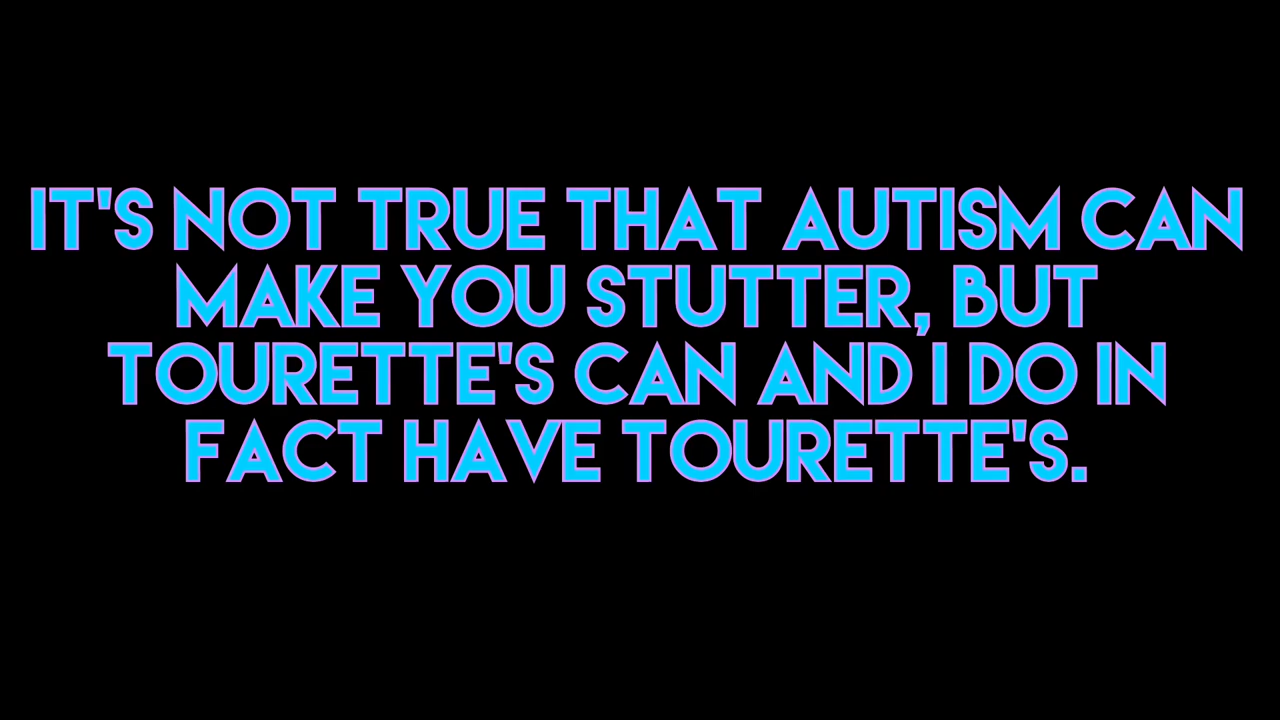 IT'S NOT TRUE THAT AUTISM CAN
MAKE YOU STUTTER, BUT
TOURETTE'S CAN AND I DO IN
FACT HAVE TOURETTE'S.